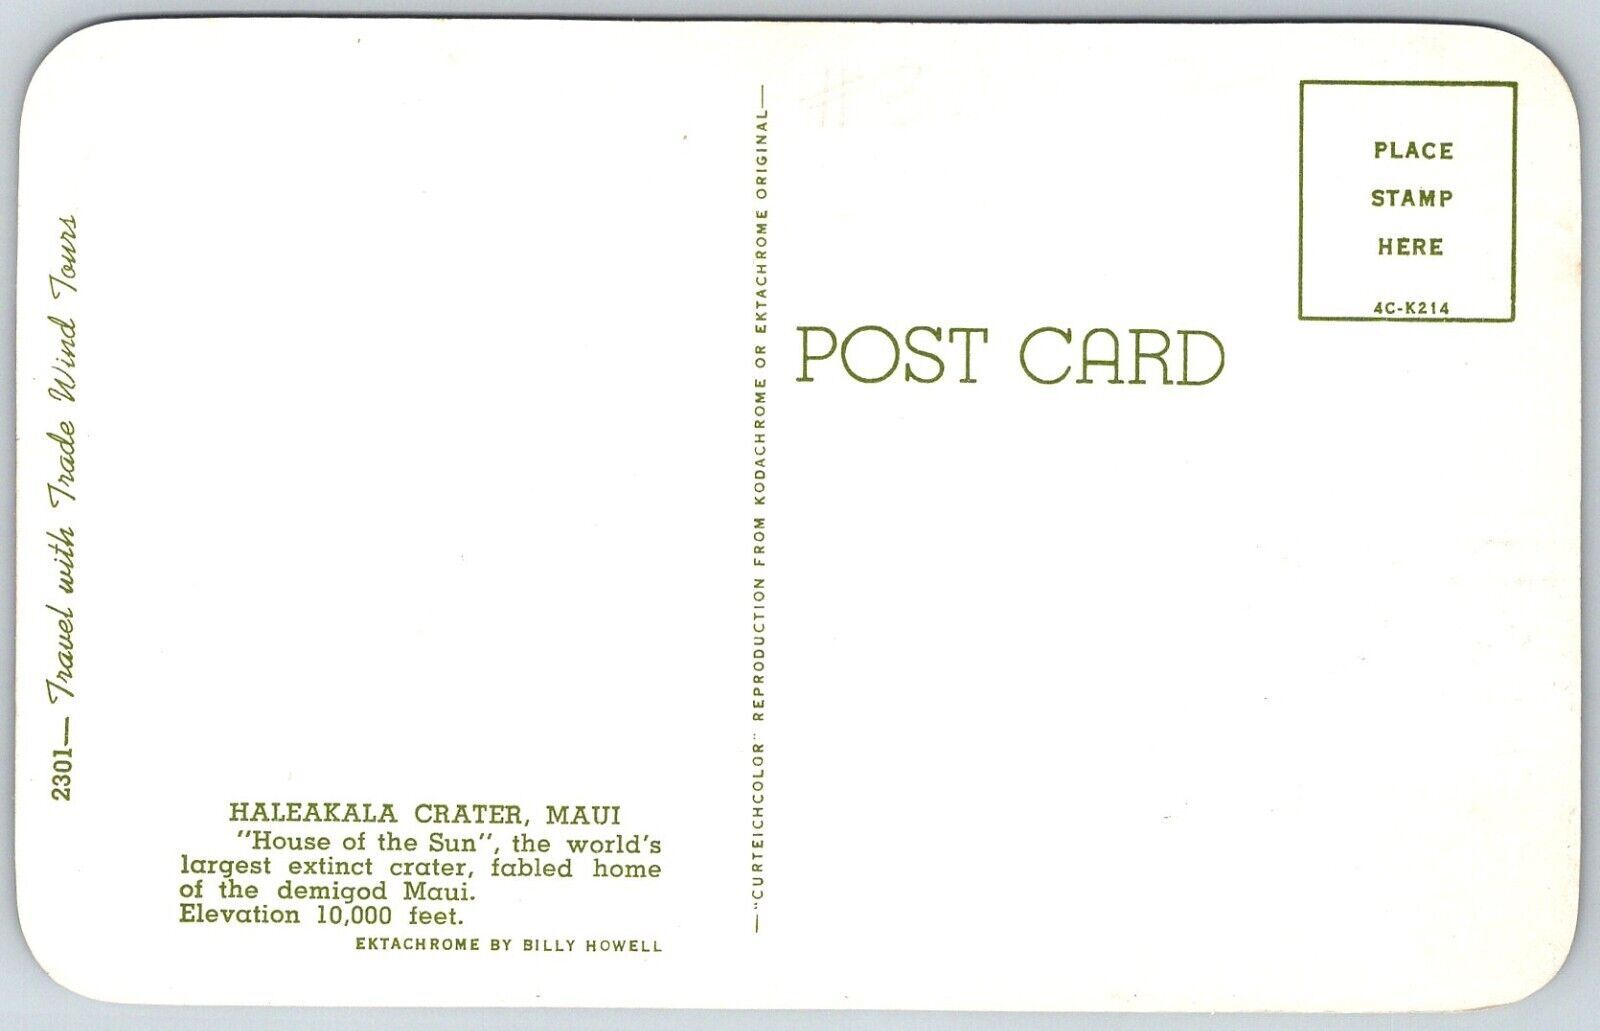 2301— Travel with Trade Wind Tours
HALEAKALA CRATER, MAUI
"House of the Sun", the world's
largest extinct crater, fabled home
of the demigod Maui.
Elevation 10,000 feet.
EKTACHROME BY BILLY HOWELL
—"CURTEICHCOLOR" REPRODUCTION FROM KODACHROME OR EKTACHROME ORIGINAL—
POST CARD
PLACE
STAMP
HERE
4C-K214